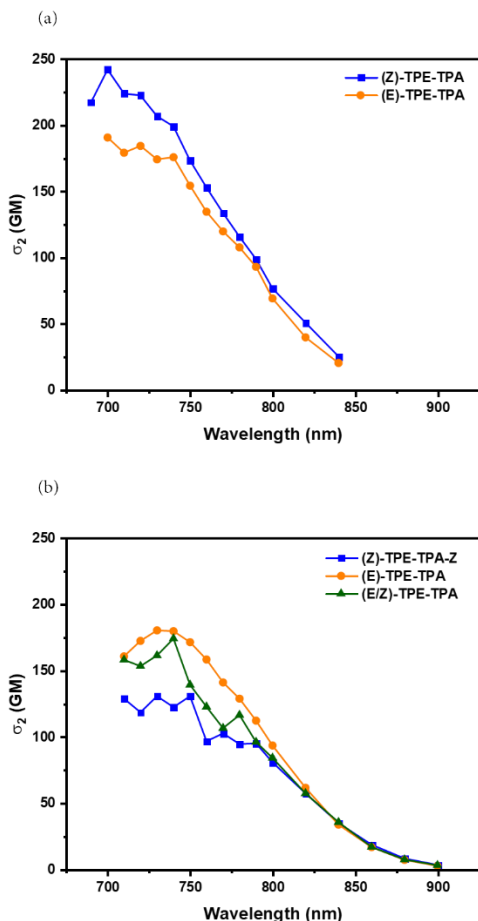 (a)
250
200
150
100
50
0
σ2 (GM)
(Z)-TPE-TPA
(E)-TPE-TPA
700 750 800 850 900
Wavelength (nm)
(b)
250
200
150
100
50
0
σ2 (GM)
(Z)-TPE-TPA-Z
(E)-TPE-TPA
(E/Z)-TPE-TPA
700 750 800 850 900
Wavelength (nm)